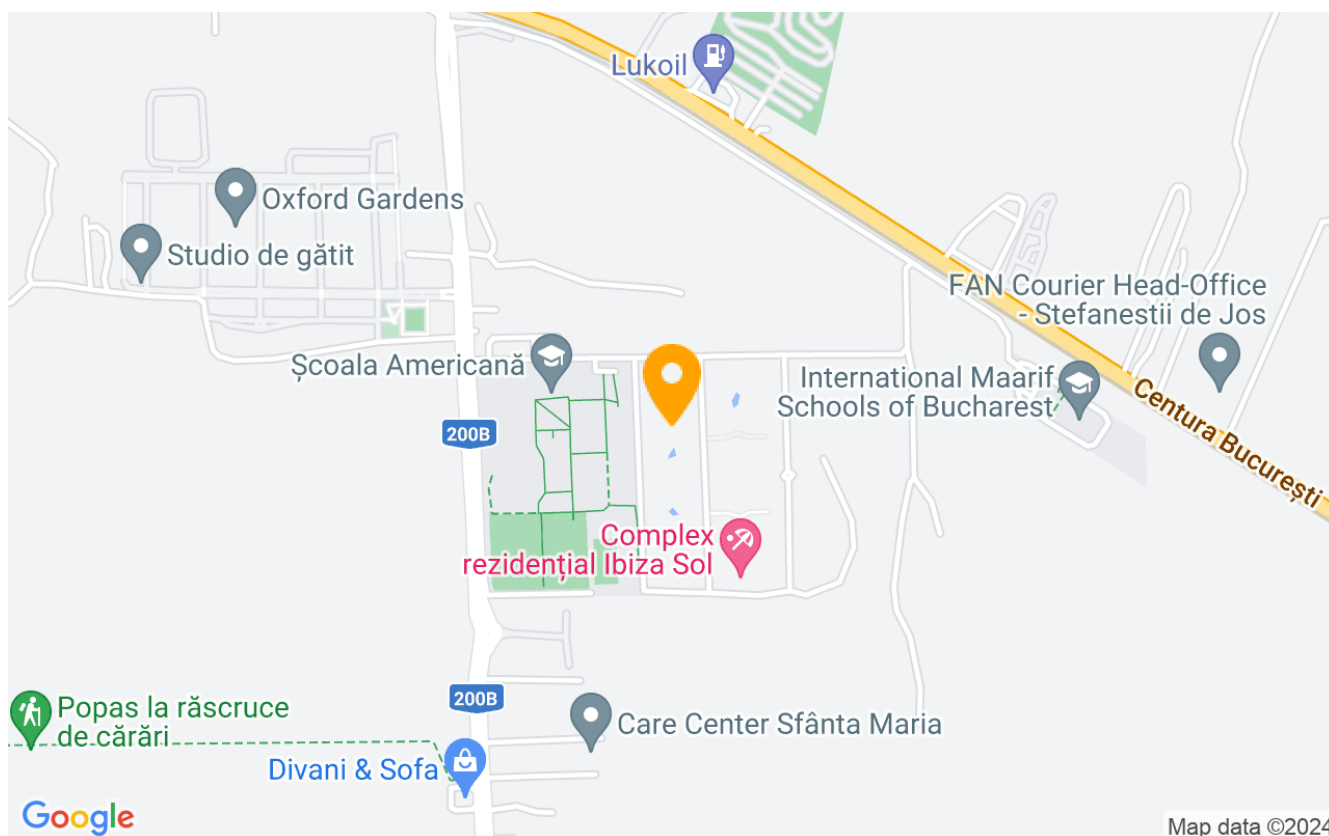 Lukoil
Oxford Gardens
Studio de gătit
FAN Courier Head-Office
- Stefanestii de Jos
Școala Americană
International Maarif
Schools of Bucharest
Centura București
200B
Complex
rezidențial Ibiza Sol
200B
Popas la răscruce
de cărări
Care Center Sfânta Maria
Divani & Sofa
Google
Map data ©2024